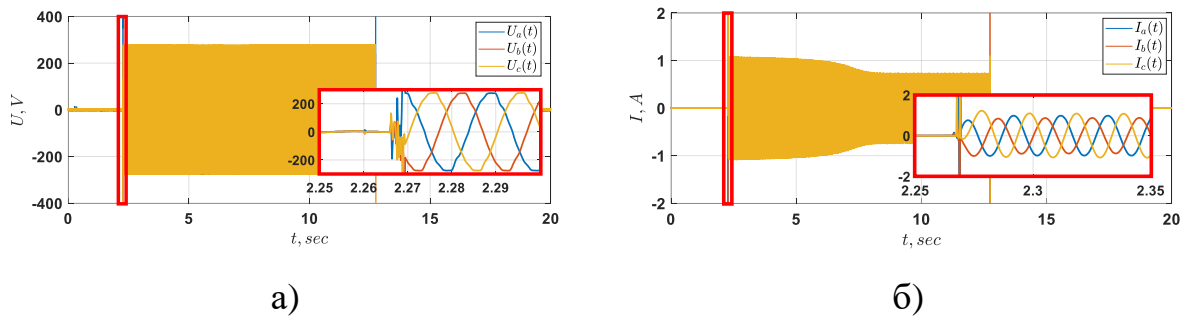 400
200
0
-200
-400
U, V
U_a(t)
U_b(t)
U_c(t)
200
0
-200
2.25 2.26 2.27 2.28 2.29
0 5 10 15 20
t, sec
а)
2
1
0
-1
-2
I, A
I_a(t)
I_b(t)
I_c(t)
2
0
-2
2.25 2.3 2.35
0 5 10 15 20
t, sec
б)